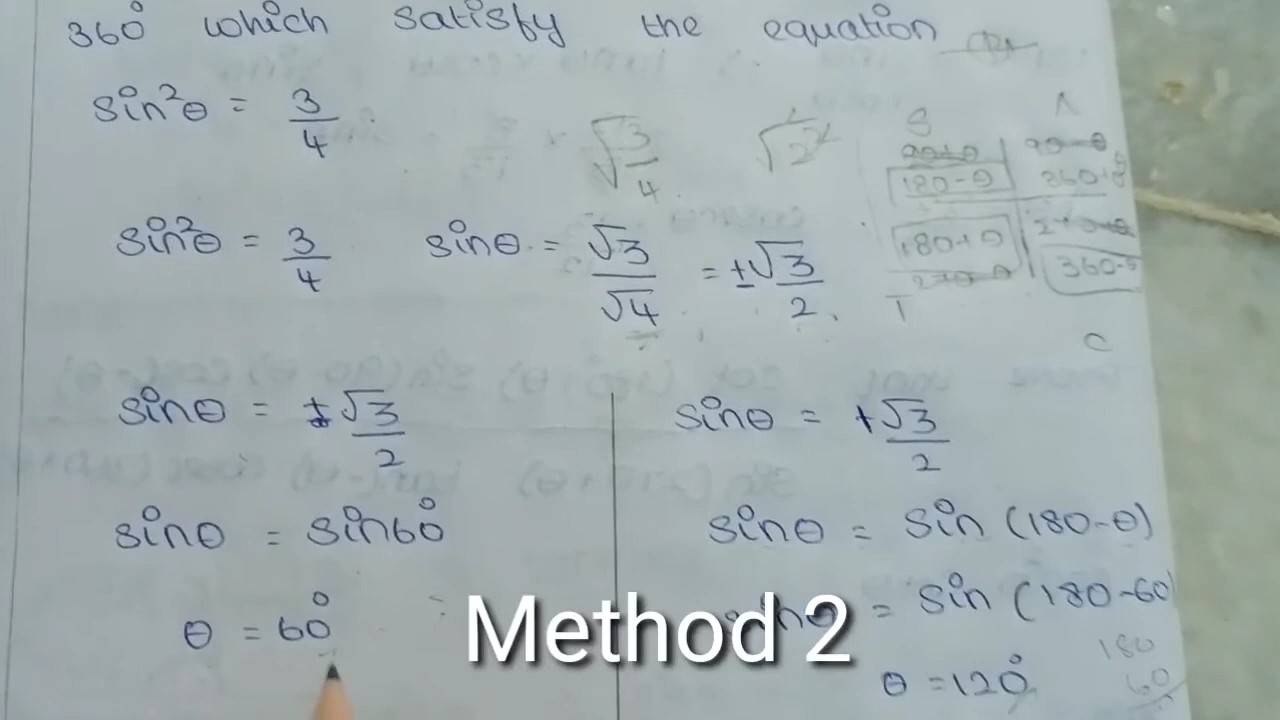 360° which satisfy the equation
sin²θ = 3/4
√3/4 √2²
S A
180-θ 360+θ
180+θ
360-θ
T C
sin²θ = 3/4 sinθ = √3/√4 = ±√3/2
sinθ = ±√3/2
sinθ = sin60°
θ = 60°
sinθ = +√3/2
sinθ = sin (180-θ)
sinθ = sin (180-60
θ = 120°
180
60
Method 2